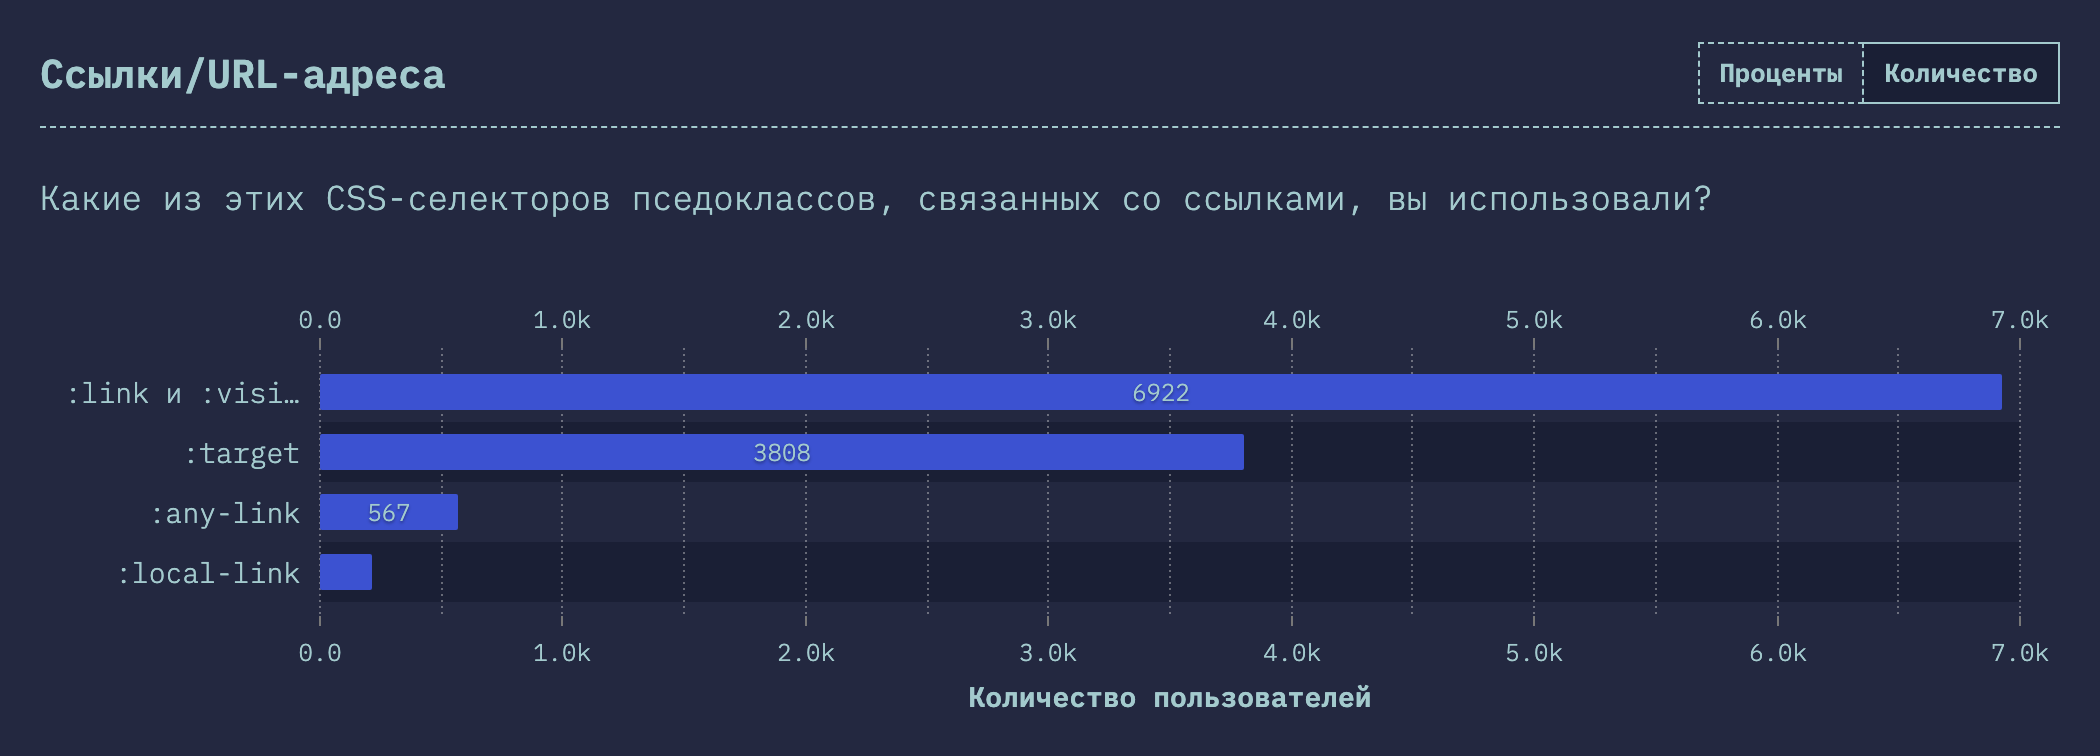 Ссылки/URL-адреса
Проценты Количество
Какие из этих CSS-селекторов пседоклассов, связанных со ссылками, вы использовали?
0.0 1.0k 2.0k 3.0k 4.0k 5.0k 6.0k 7.0k
:link и :visi… 6922
:target 3808
:any-link 567
:local-link
0.0 1.0k 2.0k 3.0k 4.0k 5.0k 6.0k 7.0k
Количество пользователей